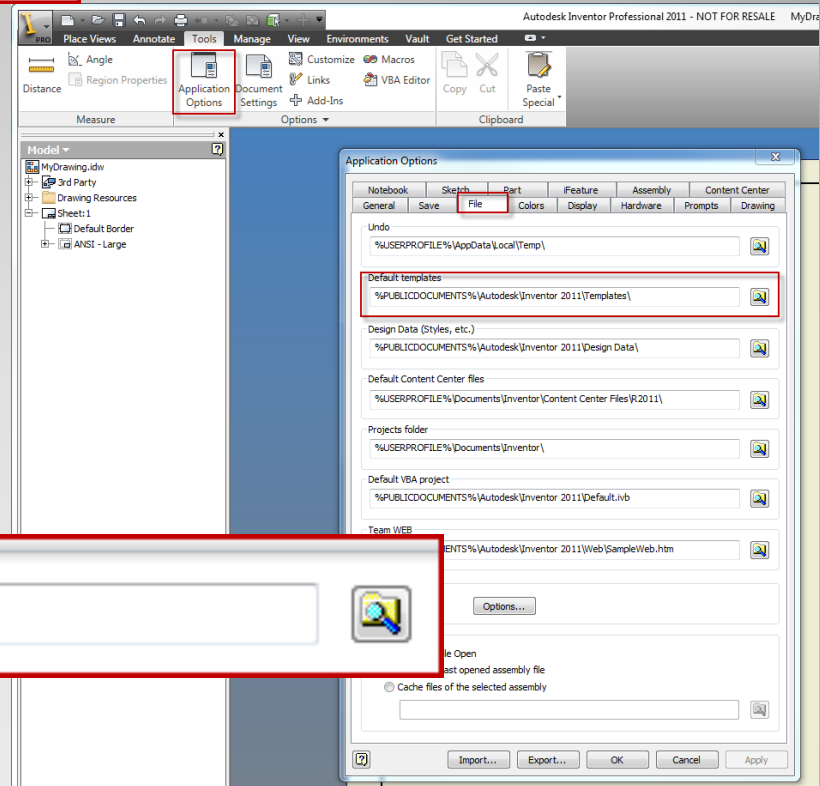 Autodesk Inventor Professional 2011 - NOT FOR RESALE MyDra
PRO Place Views Annotate Tools Manage View Environments Vault Get Started
Distance
Angle
Region Properties
Measure
Application Options
Document Settings
Customize
Links
Add-Ins
Macros
VBA Editor
Options
Copy
Cut
Paste Special
Clipboard
Model
MyDrawing.idw
3rd Party
Drawing Resources
Sheet:1
Default Border
ANSI - Large
Application Options
Notebook Sketch Part iFeature Assembly Content Center
General Save File Colors Display Hardware Prompts Drawing
Undo
%USERPROFILE%\AppData\Local\Temp\
Default templates
%PUBLICDOCUMENTS%\Autodesk\Inventor 2011\Templates\
Design Data (Styles, etc.)
%PUBLICDOCUMENTS%\Autodesk\Inventor 2011\Design Data\
Default Content Center files
%USERPROFILE%\Documents\Inventor\Content Center Files\R2011\
Projects folder
%USERPROFILE%\Documents\Inventor\
Default VBA project
%PUBLICDOCUMENTS%\Autodesk\Inventor 2011\Default.ivb
Team WEB
ENTS%\Autodesk\Inventor 2011\Web\SampleWeb.htm
Options...
le Open
ast opened assembly file
Cache files of the selected assembly
Import... Export... OK Cancel Apply